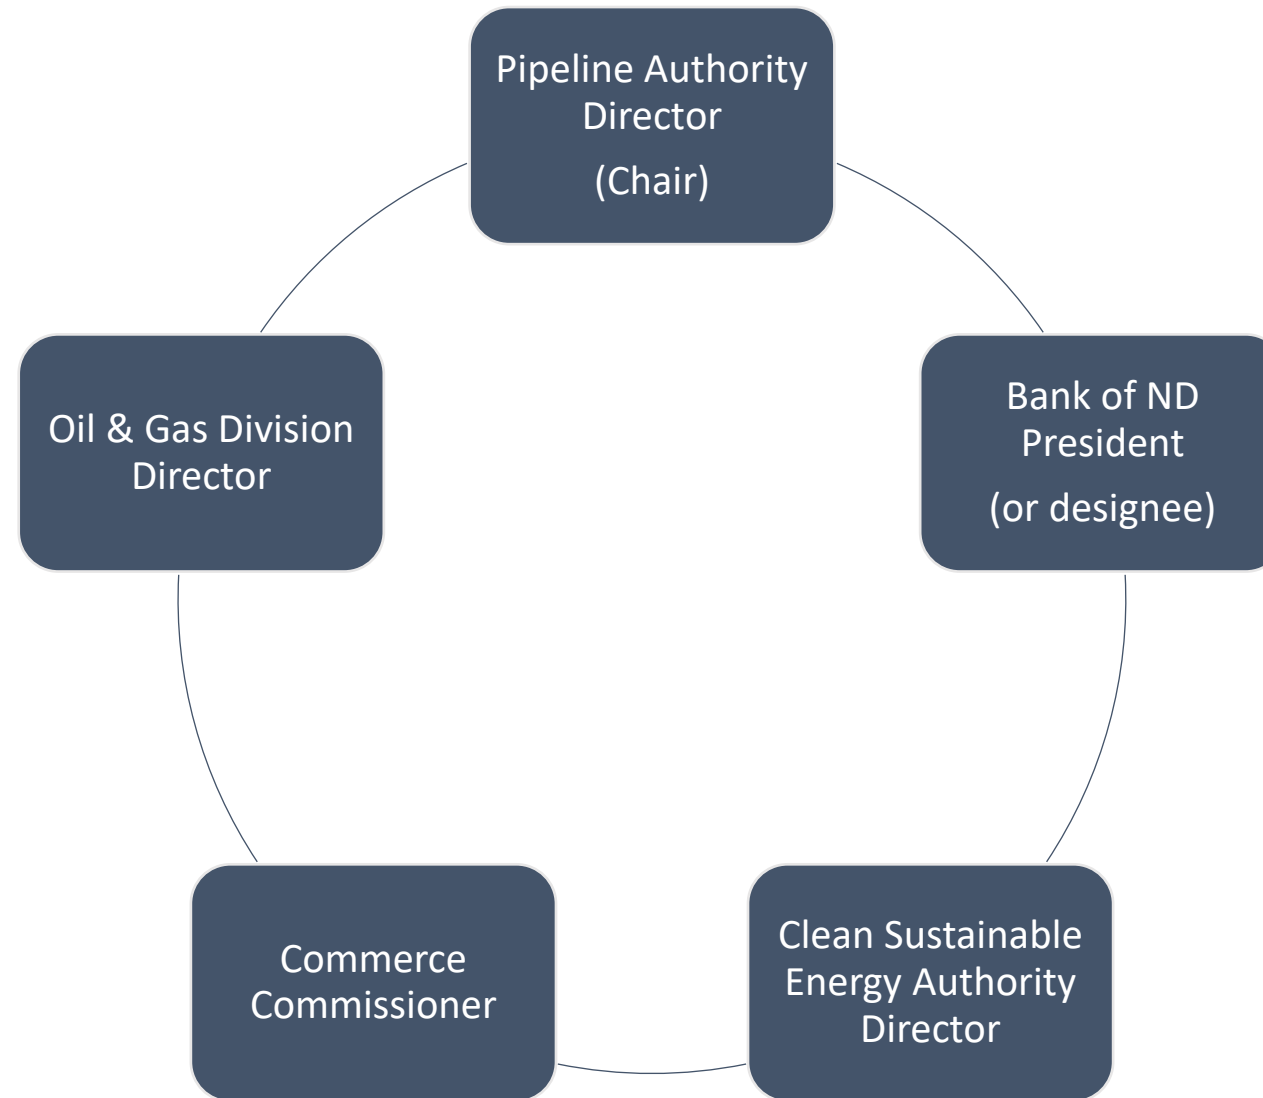 Pipeline Authority
Director
(Chair)
Bank of ND
President
(or designee)
Clean Sustainable
Energy Authority
Director
Commerce
Commissioner
Oil & Gas Division
Director